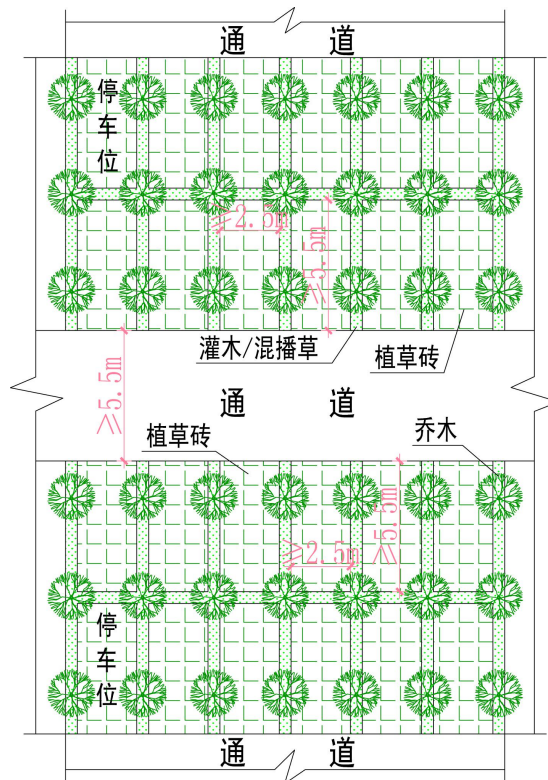 通 道
停车位
≥2.5m
≥5.5m
灌木/混播草
植草砖
≥5.5m
通 道
植草砖
乔木
≥5.5m
≥2.5m
停车位
通 道